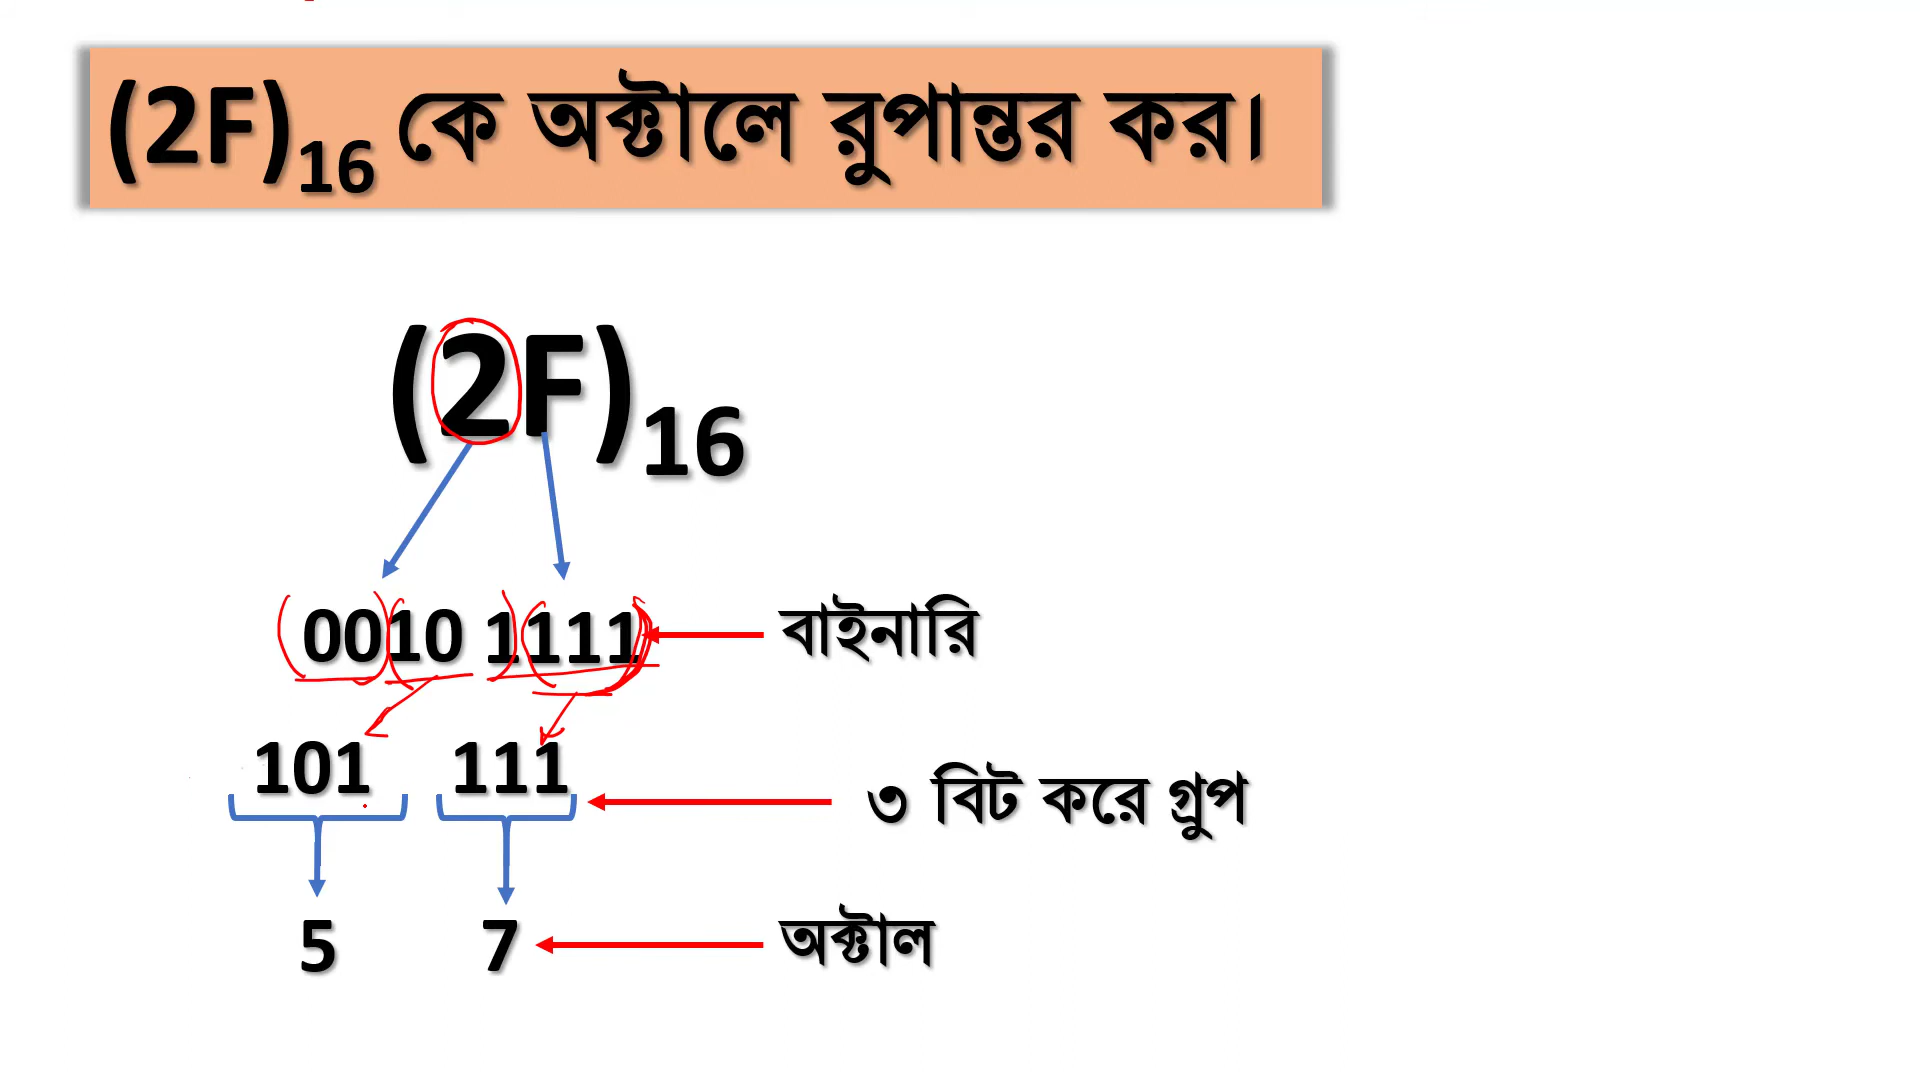 (2F)16 কে অক্টালে রুপান্তর কর।
(2F)16
0010 1111 বাইনারি
101 111 ৩ বিট করে গ্রুপ
5 7 অক্টাল